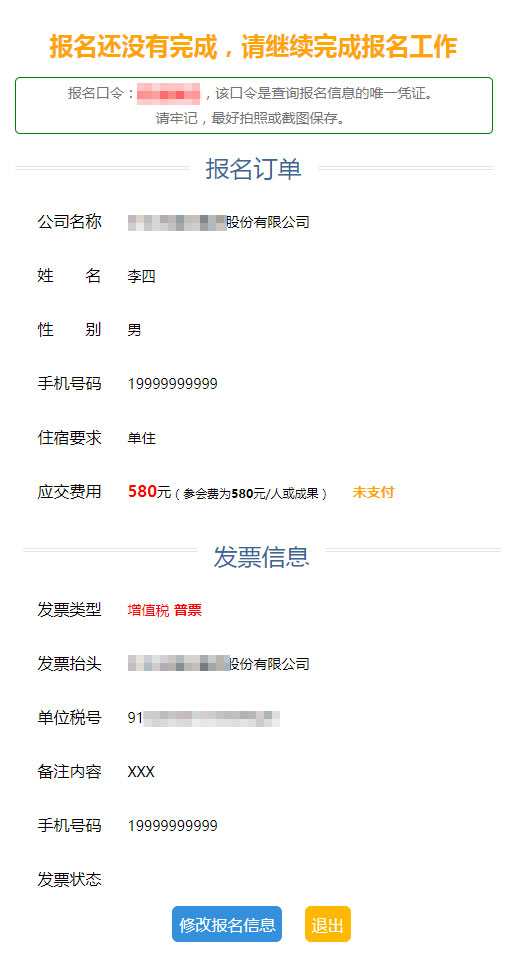 报名还没有完成，请继续完成报名工作
报名口令：，该口令是查询报名信息的唯一凭证。
请牢记，最好拍照或截图保存。
报名订单
公司名称 股份有限公司
姓 名 李四
性 别 男
手机号码 19999999999
住宿要求 单住
应交费用 580元（参会费为580元/人或成果） 未支付
发票信息
发票类型 增值税 普票
发票抬头 股份有限公司
单位税号 91
备注内容 XXX
手机号码 19999999999
发票状态
修改报名信息 退出